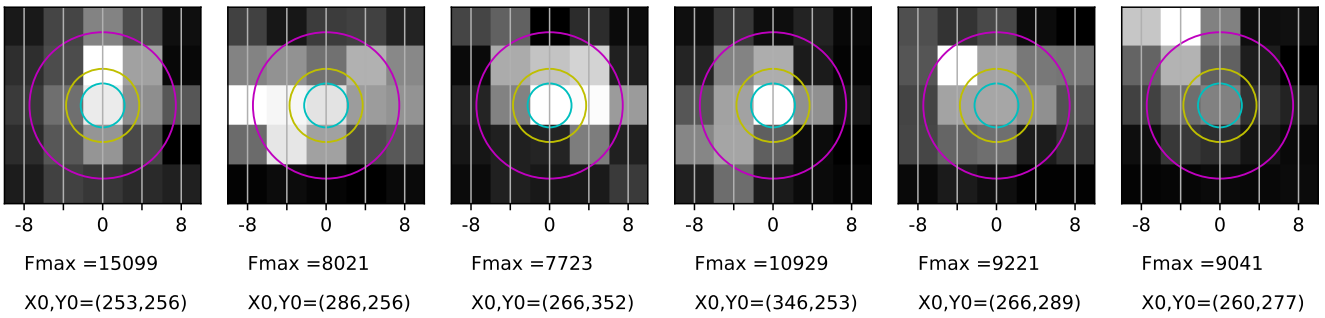 -8 0 8 -8 0 8 -8 0 8 -8 0 8 -8 0 8 -8 0 8
Fmax =15099 Fmax =8021 Fmax =7723 Fmax =10929 Fmax =9221 Fmax =9041
X0,Y0=(253,256) X0,Y0=(286,256) X0,Y0=(266,352) X0,Y0=(346,253) X0,Y0=(266,289) X0,Y0=(260,277)